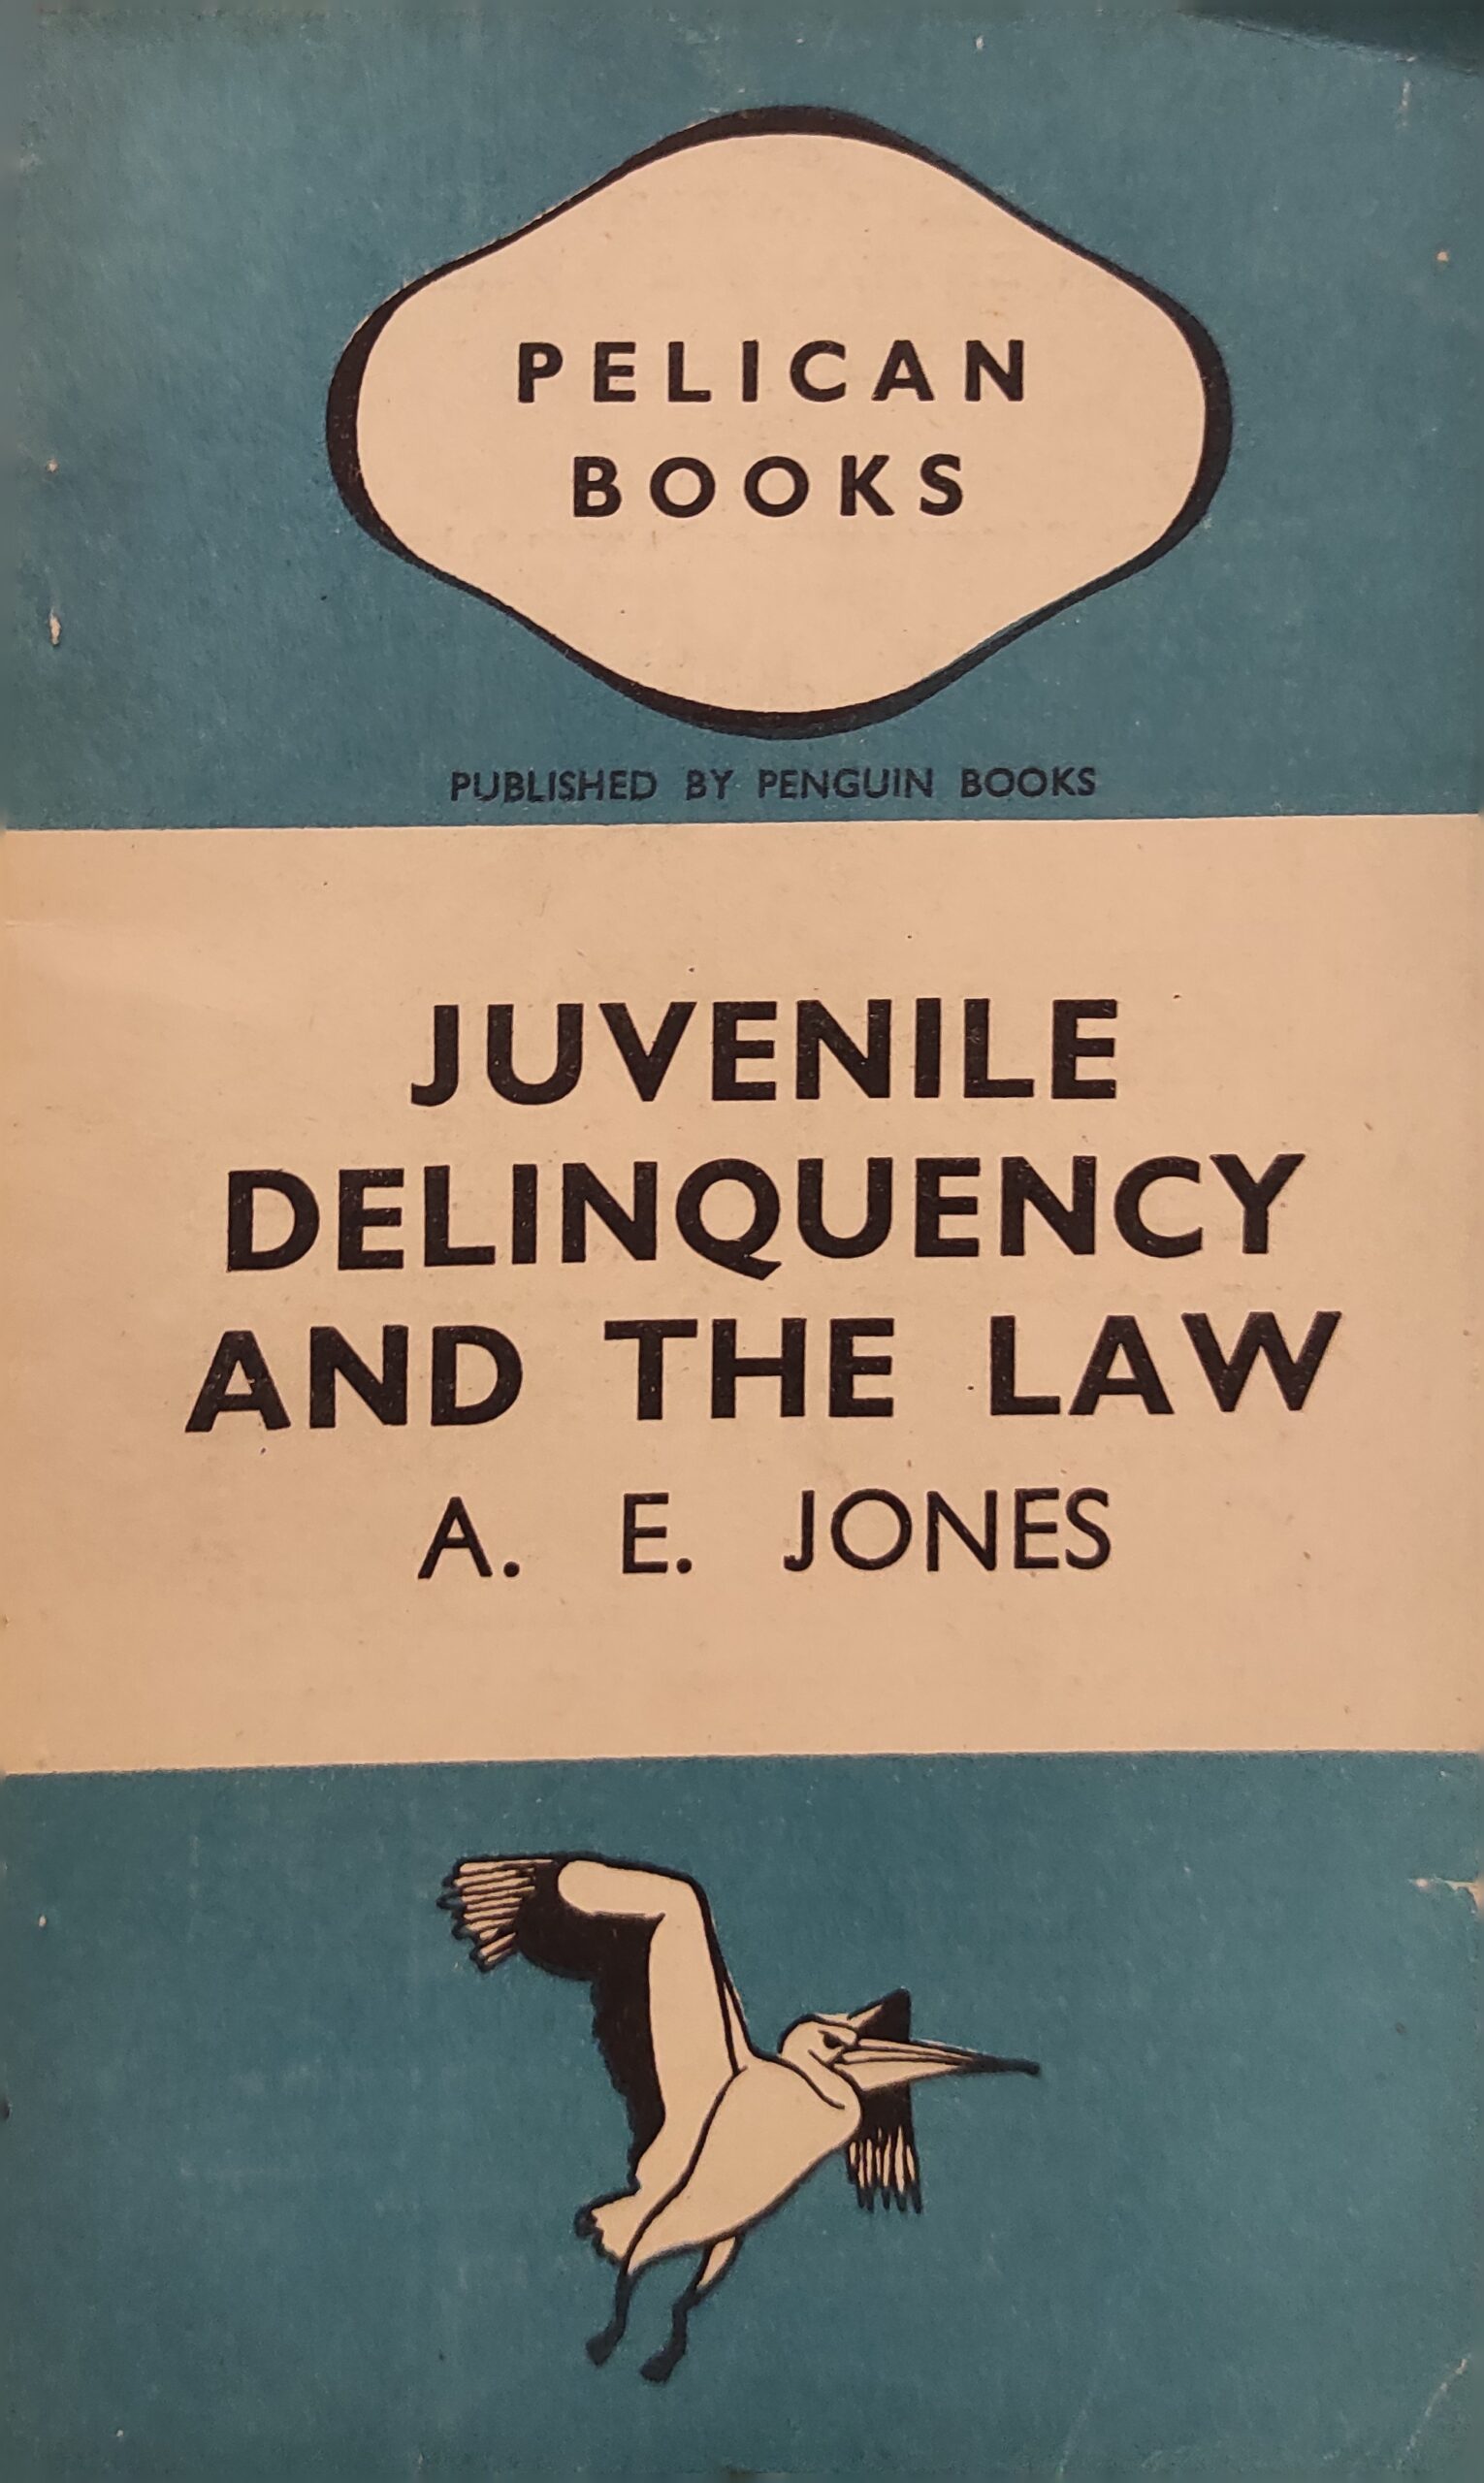 PELICAN
BOOKS
PUBLISHED BY PENGUIN BOOKS
JUVENILE
DELINQUENCY
AND THE LAW
A. E. JONES